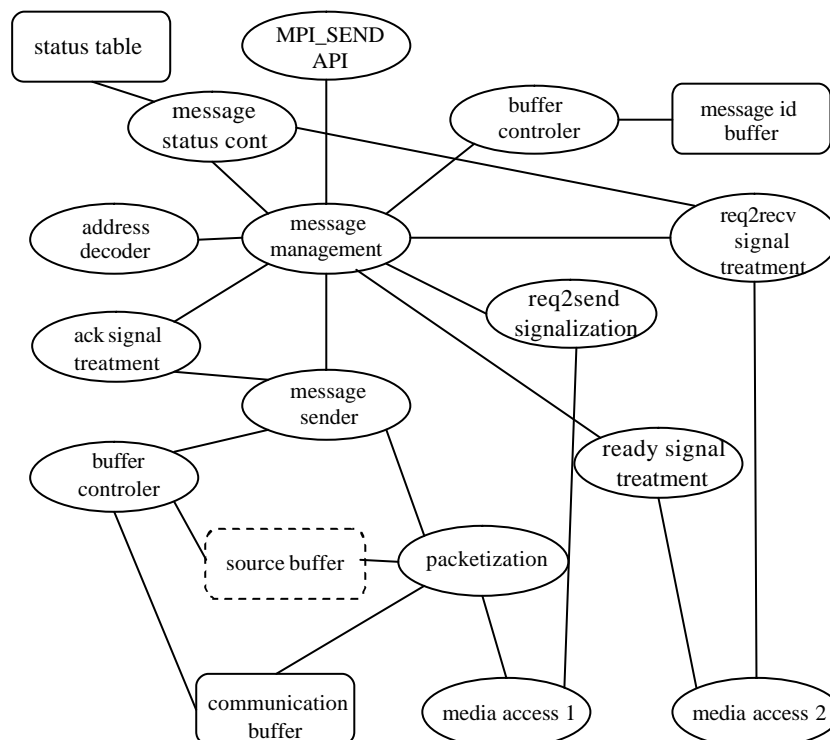 status table
MPI_SEND
API
message
status cont
buffer
controler
message id
buffer
address
decoder
message
management
req2recv
signal
treatment
req2send
signalization
ack signal
treatment
message
sender
buffer
controler
ready signal
treatment
source buffer
packetization
communication
buffer
media access 1
media access 2